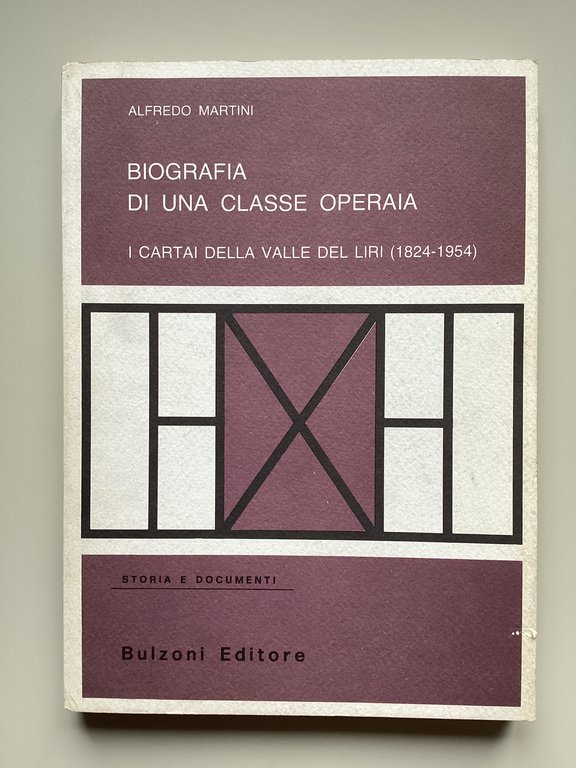 ALFREDO MARTINI
BIOGRAFIA
DI UNA CLASSE OPERAIA
I CARTAI DELLA VALLE DEL LIRI (1824-1954)
STORIA E DOCUMENTI
Bulzoni Editore